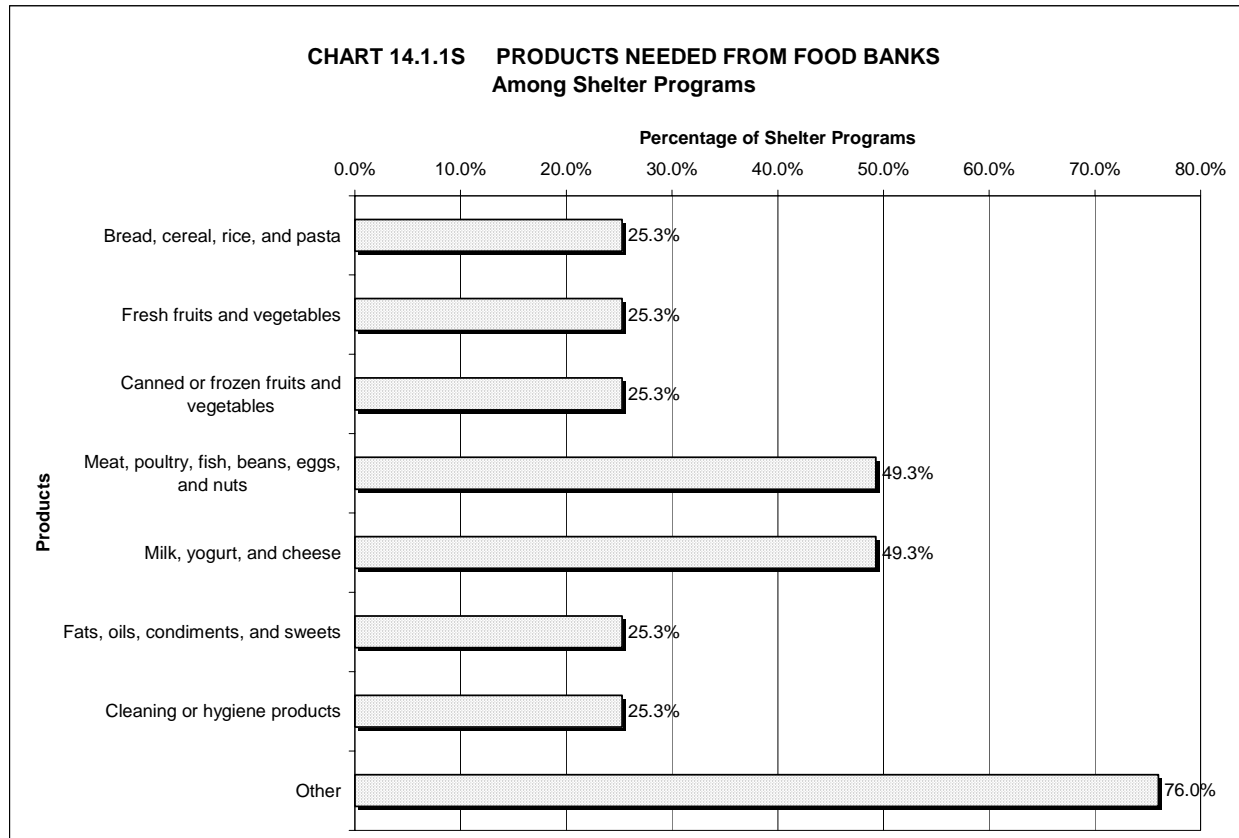 CHART 14.1.1S PRODUCTS NEEDED FROM FOOD BANKS
Among Shelter Programs
Percentage of Shelter Programs
0.0% 10.0% 20.0% 30.0% 40.0% 50.0% 60.0% 70.0% 80.0%
Products
Bread, cereal, rice, and pasta 25.3%
Fresh fruits and vegetables 25.3%
Canned or frozen fruits and
vegetables 25.3%
Meat, poultry, fish, beans, eggs,
and nuts 49.3%
Milk, yogurt, and cheese 49.3%
Fats, oils, condiments, and sweets 25.3%
Cleaning or hygiene products 25.3%
Other 76.0%